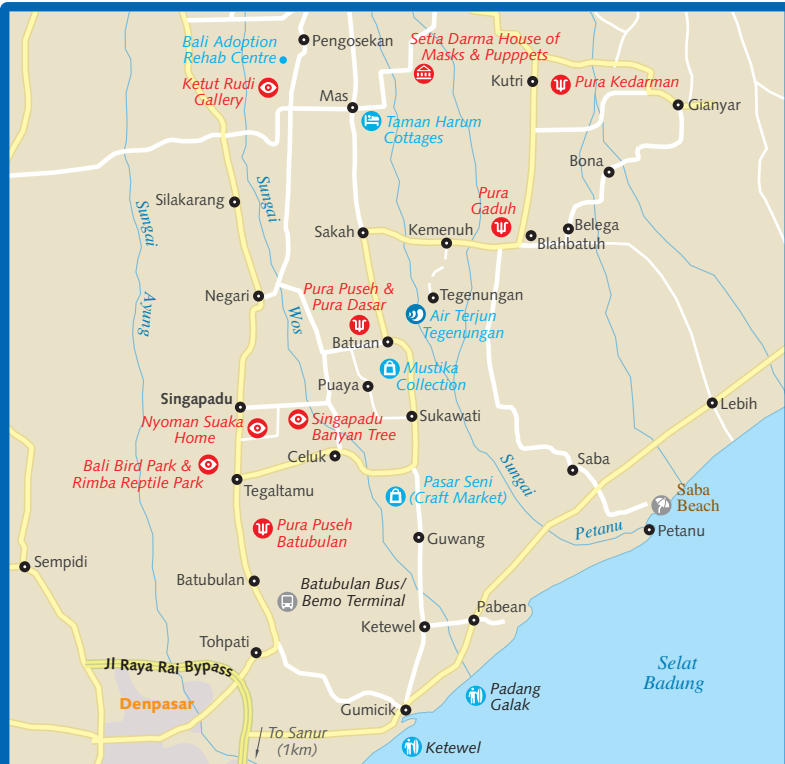 Bali Adoption
Rehab Centre
Pengosekan
Setia Darma House of
Masks & Pupppets
Ketut Rudi
Gallery
Kutri
Pura Kedarman
Mas
Gianyar
Taman Harum
Cottages
Bona
Sungai
Silakarang
Sungai
Pura
Gaduh
Sakah
Kemenuh
Belega
Blahbatuh
Negari
Ayung
Wos
Pura Puseh &
Pura Dasar
Tegenungan
Air Terjun
Tegenungan
Batuan
Mustika
Collection
Puaya
Singapadu
Lebih
Nyoman Suaka
Home
Singapadu
Banyan Tree
Sukawati
Celuk
Bali Bird Park &
Rimba Reptile Park
Sungai
Saba
Tegaltamu
Pasar Seni
(Craft Market)
Saba
Beach
Pura Puseh
Batubulan
Guwang
Petanu
Petanu
Sempidi
Batubulan
Batubulan Bus/
Bemo Terminal
Pabean
Ketewel
Tohpati
Jl Raya Rai Bypass
Selat
Badung
Denpasar
Padang
Galak
Gumicik
To Sanur
(1km)
Ketewel